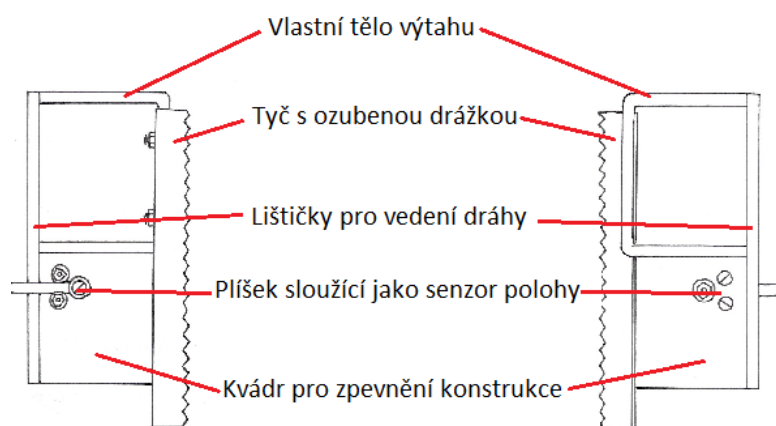 Vlastní tělo výtahu
Tyč s ozubenou drážkou
Lištičky pro vedení dráhy
Plíšek sloužící jako senzor polohy
Kvádr pro zpevnění konstrukce